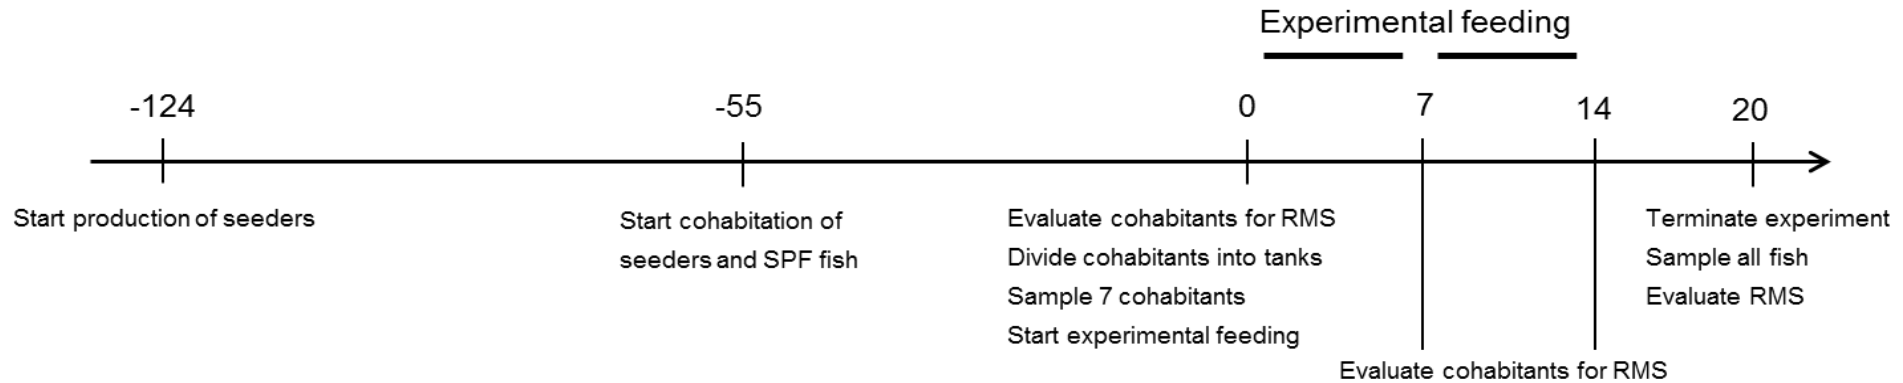 Experimental feeding
-124
-55
0
7
14
20
Start production of seeders
Start cohabitation of
seeders and SPF fish
Evaluate cohabitants for RMS
Divide cohabitants into tanks
Sample 7 cohabitants
Start experimental feeding
Evaluate cohabitants for RMS
Terminate experiment
Sample all fish
Evaluate RMS